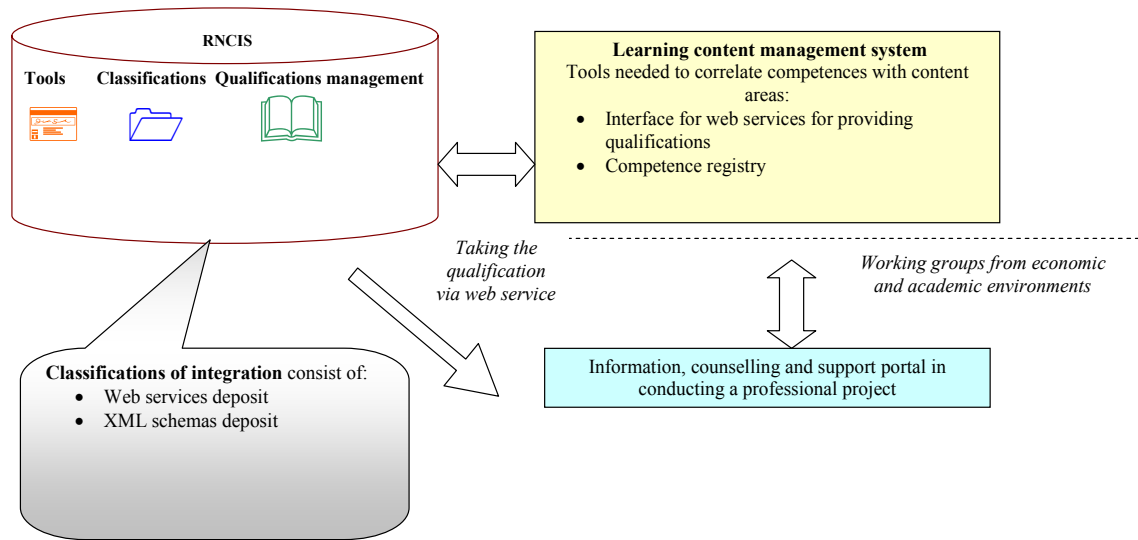 RNCIS
Tools Classifications Qualifications management
Learning content management system
Tools needed to correlate competences with content
areas:
• Interface for web services for providing
qualifications
• Competence registry
Taking the
qualification
via web service
Working groups from economic
and academic environments
Classifications of integration consist of:
• Web services deposit
• XML schemas deposit
Information, counselling and support portal in
conducting a professional project